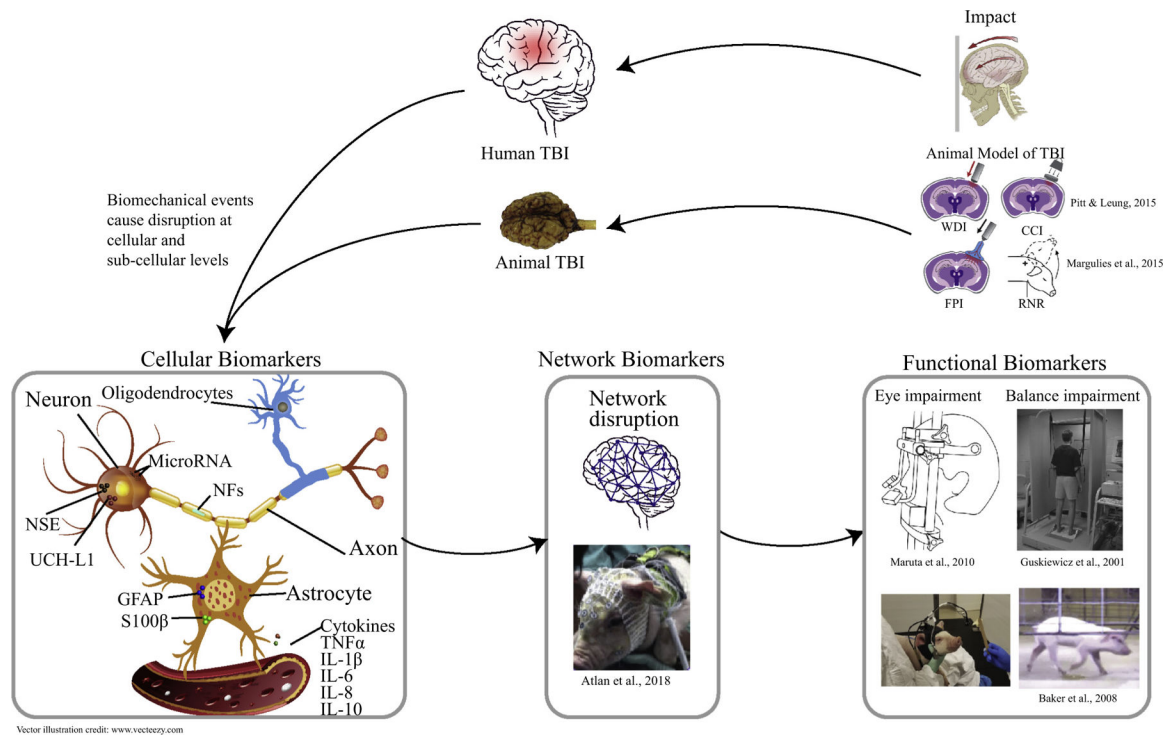 Impact
Human TBI
Animal Model of TBI
Pitt & Leung, 2015
WDI
CCI
Biomechanical events
cause disruption at
cellular and
sub-cellular levels
Animal TBI
Margulies et al., 2015
FPI
RNR
Cellular Biomarkers
Oligodendrocytes
Neuron
MicroRNA
NFs
NSE
UCH-L1
Axon
GFAP
Astrocyte
S100β
Cytokines
TNFα
IL-1β
IL-6
IL-8
IL-10
Network Biomarkers
Network
disruption
Atlan et al., 2018
Functional Biomarkers
Eye impairment
Balance impairment
Maruta et al., 2010
Guskiewicz et al., 2001
Baker et al., 2008
Vector illustration credit: www.vecteezy.com